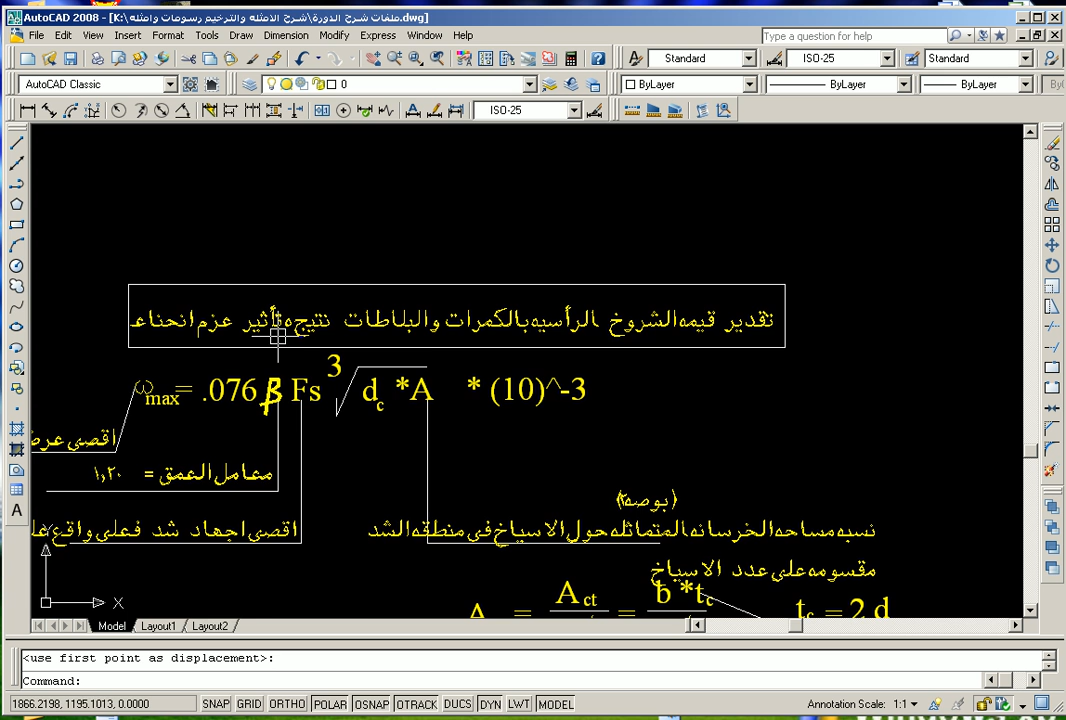 AutoCAD 2008 - [K:\ملفات شرح الدورة\شرح الامثله والترخيم رسومات وامثله.dwg]
File Edit View Insert Format Tools Draw Dimension Modify Express Window Help Type a question for help
Standard ISO-25 Standard
AutoCAD Classic 0 ByLayer ByLayer ByLayer
ISO-25
تقدير قيمه الشروخ الرأسيه بالكمرات والبلاطات نتيجه تأثير عزم انحناء
ω max = .076 β Fs 3√ dc *A * (10)^-3
اقصى عرض
معامل العمق = ١,٢٠
(بوصه٢)
اقصى اجهاد شد فعلى واقع
نسبه مساحه الخرسانه المتماثله حول الاسياخ فى منطقه الشد
مقسومه على عدد الاسياخ
A = Act = b *tc tc = 2 d
Y
X
Model Layout1 Layout2
<use first point as displacement>:
Command:
1866.2198, 1195.1013, 0.0000 SNAP GRID ORTHO POLAR OSNAP OTRACK DUCS DYN LWT MODEL Annotation Scale: 1:1